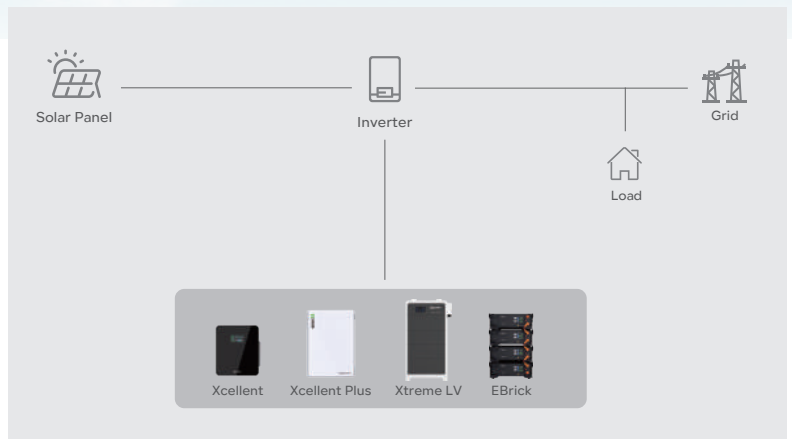 Solar Panel
Inverter
Grid
Load
Xcellent
Xcellent Plus
Xtreme LV
EBrick